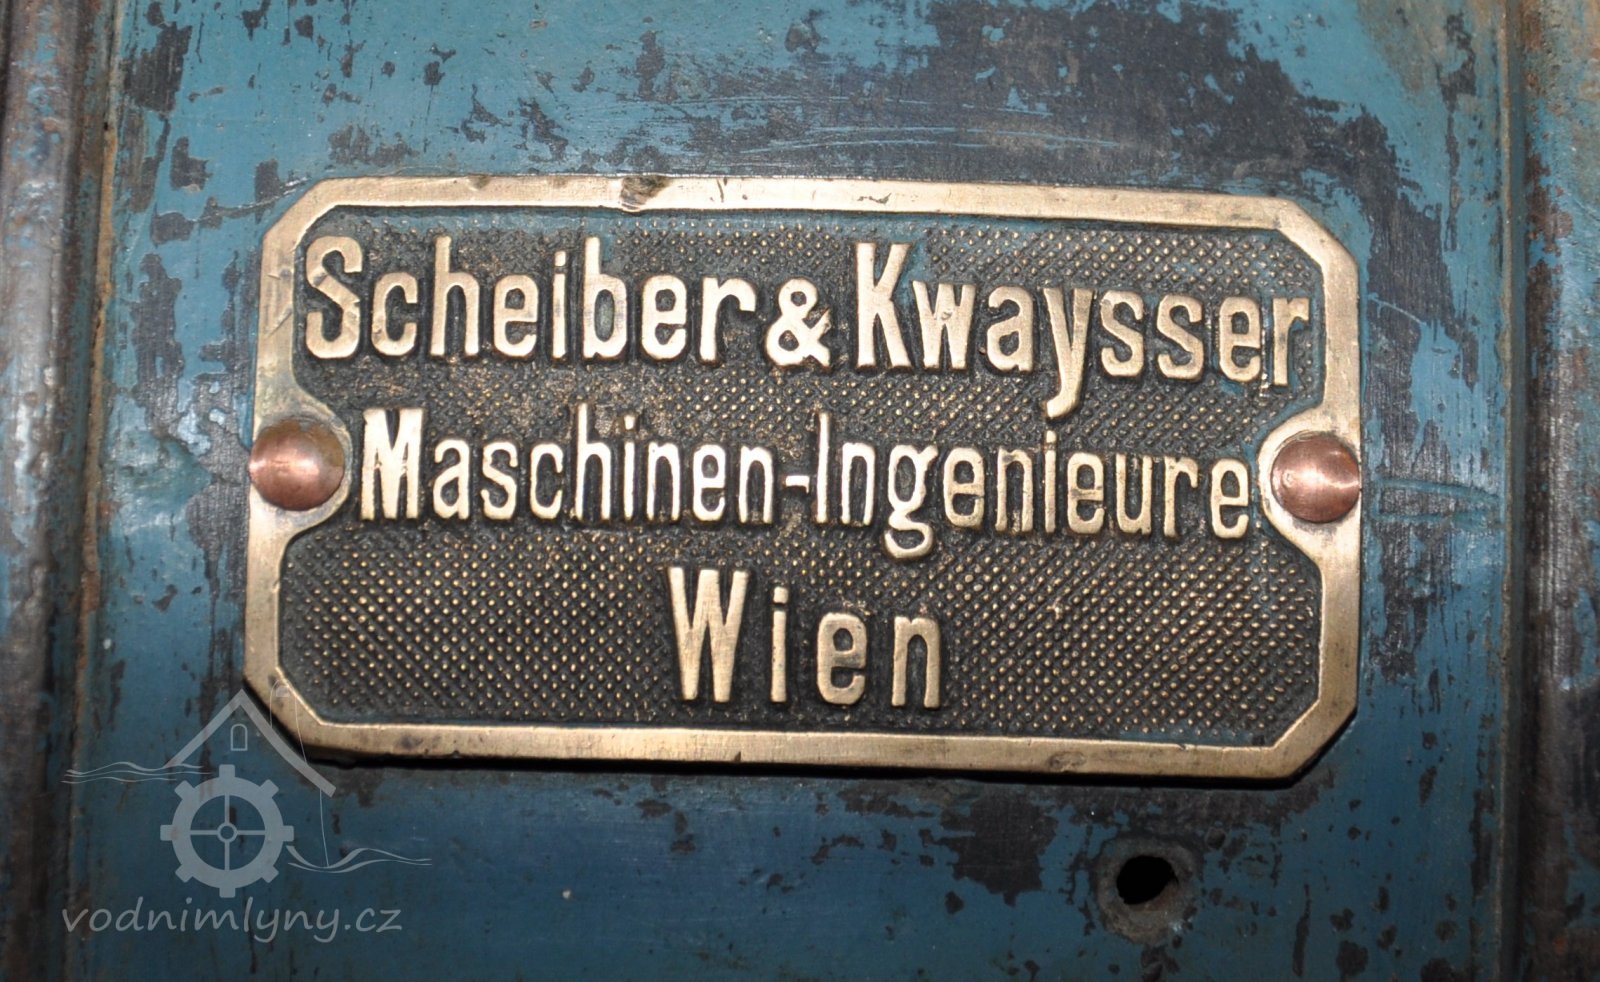 Scheiber & Kwaysser
Maschinen-Ingenieure
Wien
vodnimlyny.cz